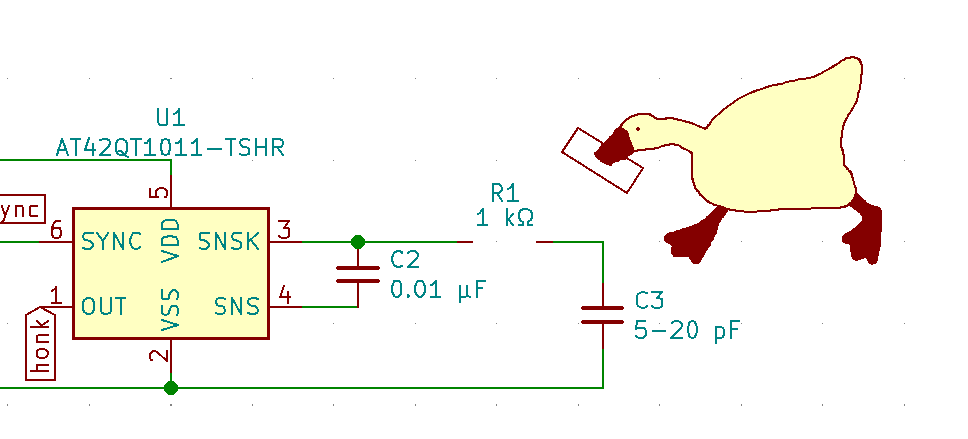 U1
AT42QT1011-TSHR
ync
6
1
honk
5
2
SYNC
OUT
VDD
VSS
SNSK
SNS
3
4
C2
0.01 µF
R1
1 kΩ
C3
5-20 pF